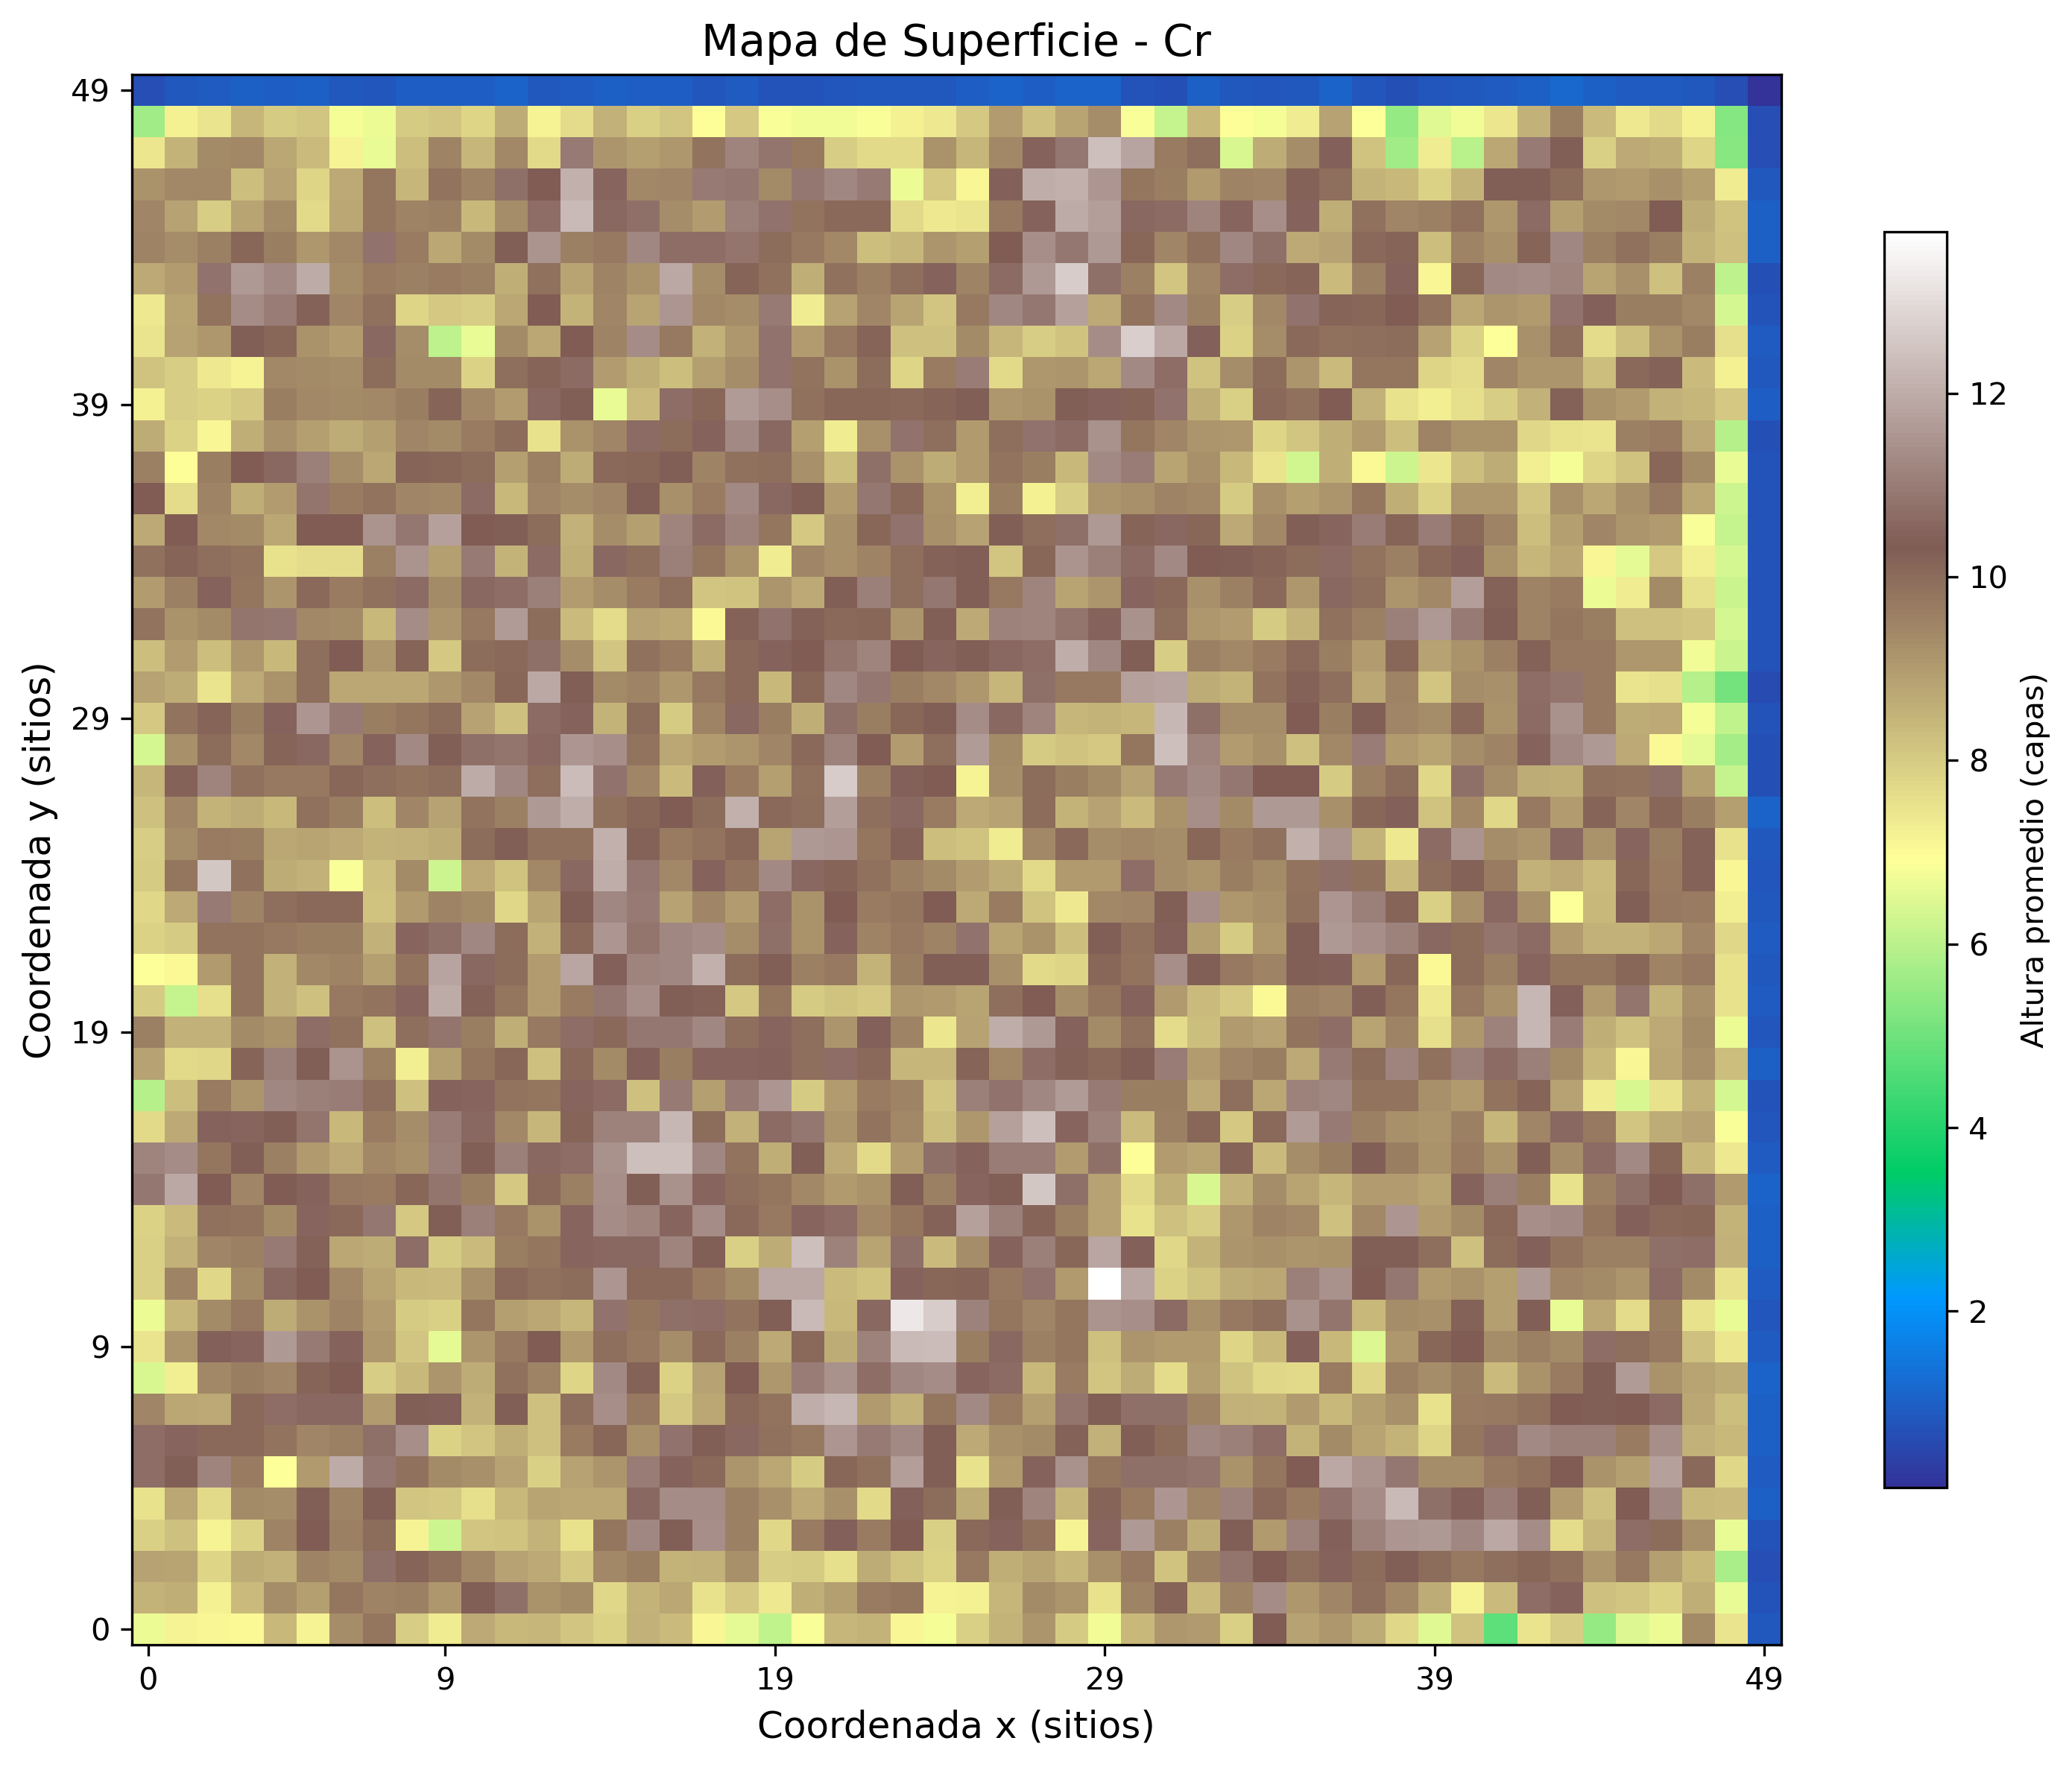 Mapa de Superficie - Cr
49
39
29
19
9
0
Coordenada y (sitios)
0 9 19 29 39 49
Coordenada x (sitios)
12
10
8
6
4
2
Altura promedio (capas)